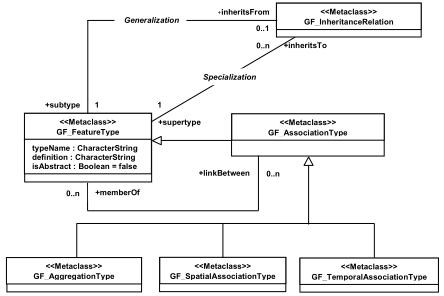 -inheritsFrom
<<Metaclass>>
GF_InheritanceRelation
Generalization
0..1
0..n
+inheritsTo
Specialization
+subtype
1
1
+supertype
<<Metaclass>>
GF_FeatureType
typeName : CharacterString
definition : CharacterString
isAbstract : Boolean = false
<<Metaclass>>
GF_AssociationType
+linkBetween
0..n
0..n
+memberOf
<<Metaclass>>
GF_AggregationType
<<Metaclass>>
GF_SpatialAssociationType
<<Metaclass>>
GF_TemporalAssociationType